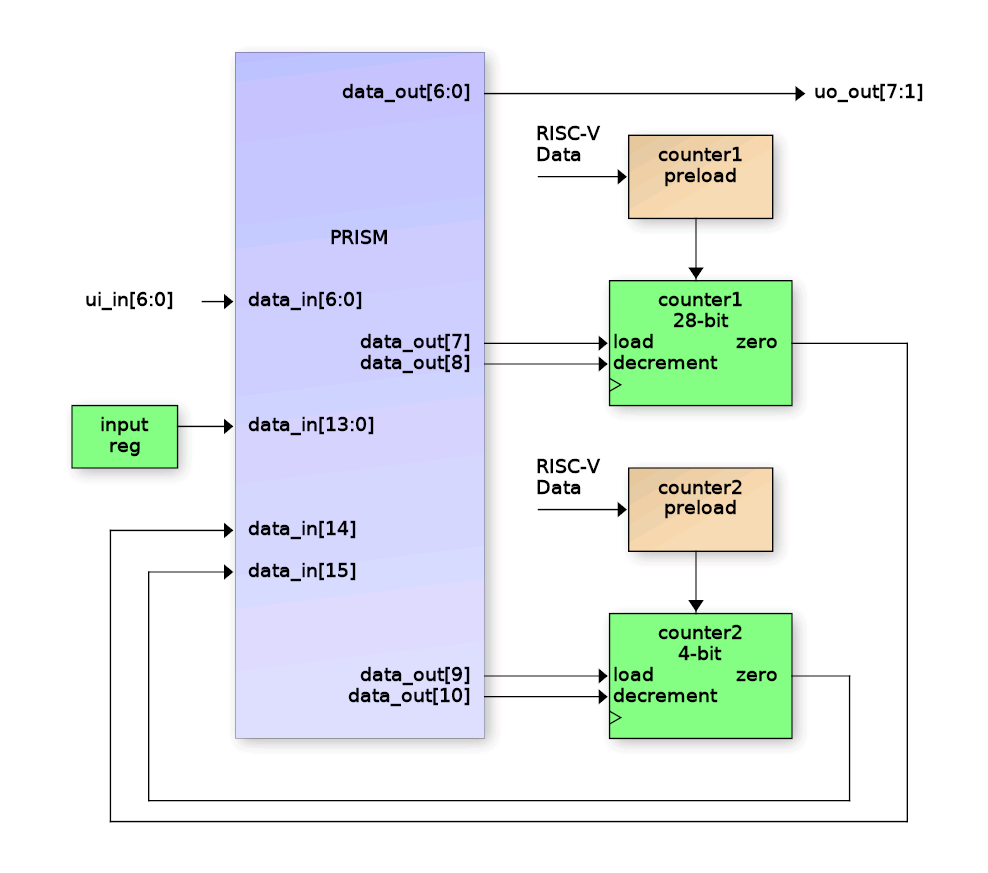 data_out[6:0]
uo_out[7:1]
RISC-V
Data
counter1
preload
PRISM
ui_in[6:0]
data_in[6:0]
counter1
28-bit
data_out[7]
load
zero
data_out[8]
decrement
input
reg
data_in[13:0]
RISC-V
Data
counter2
preload
data_in[14]
data_in[15]
counter2
4-bit
data_out[9]
load
zero
data_out[10]
decrement